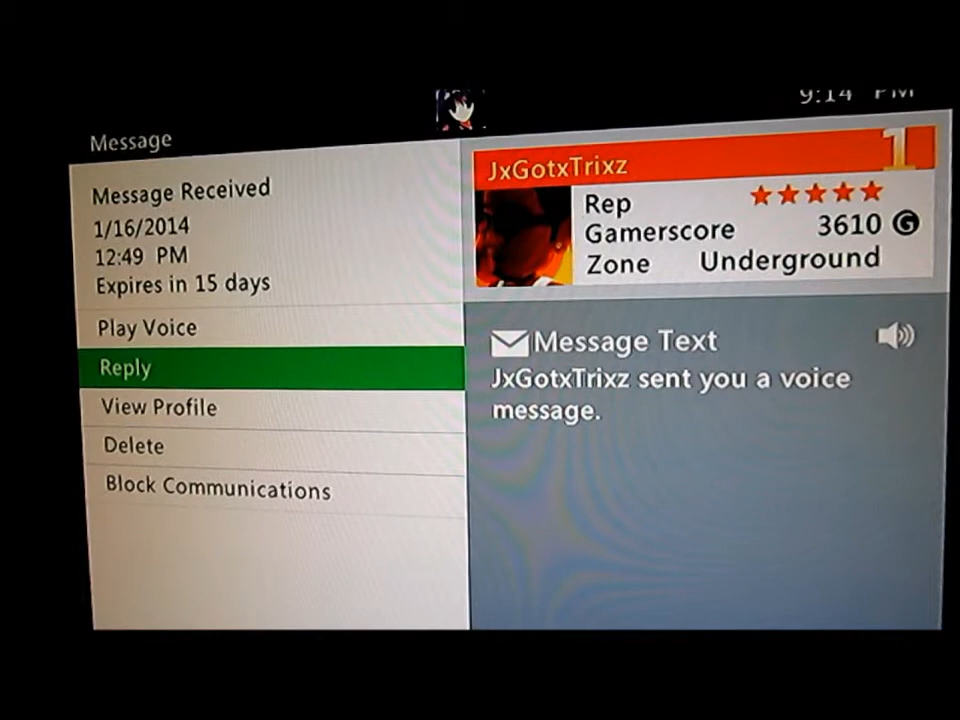 9:14 PM
Message
Message Received
1/16/2014
12:49 PM
Expires in 15 days
Play Voice
Reply
View Profile
Delete
Block Communications
JxGotxTrixz
1
Rep
Gamerscore 3610 G
Zone Underground
Message Text
JxGotxTrixz sent you a voice
message.